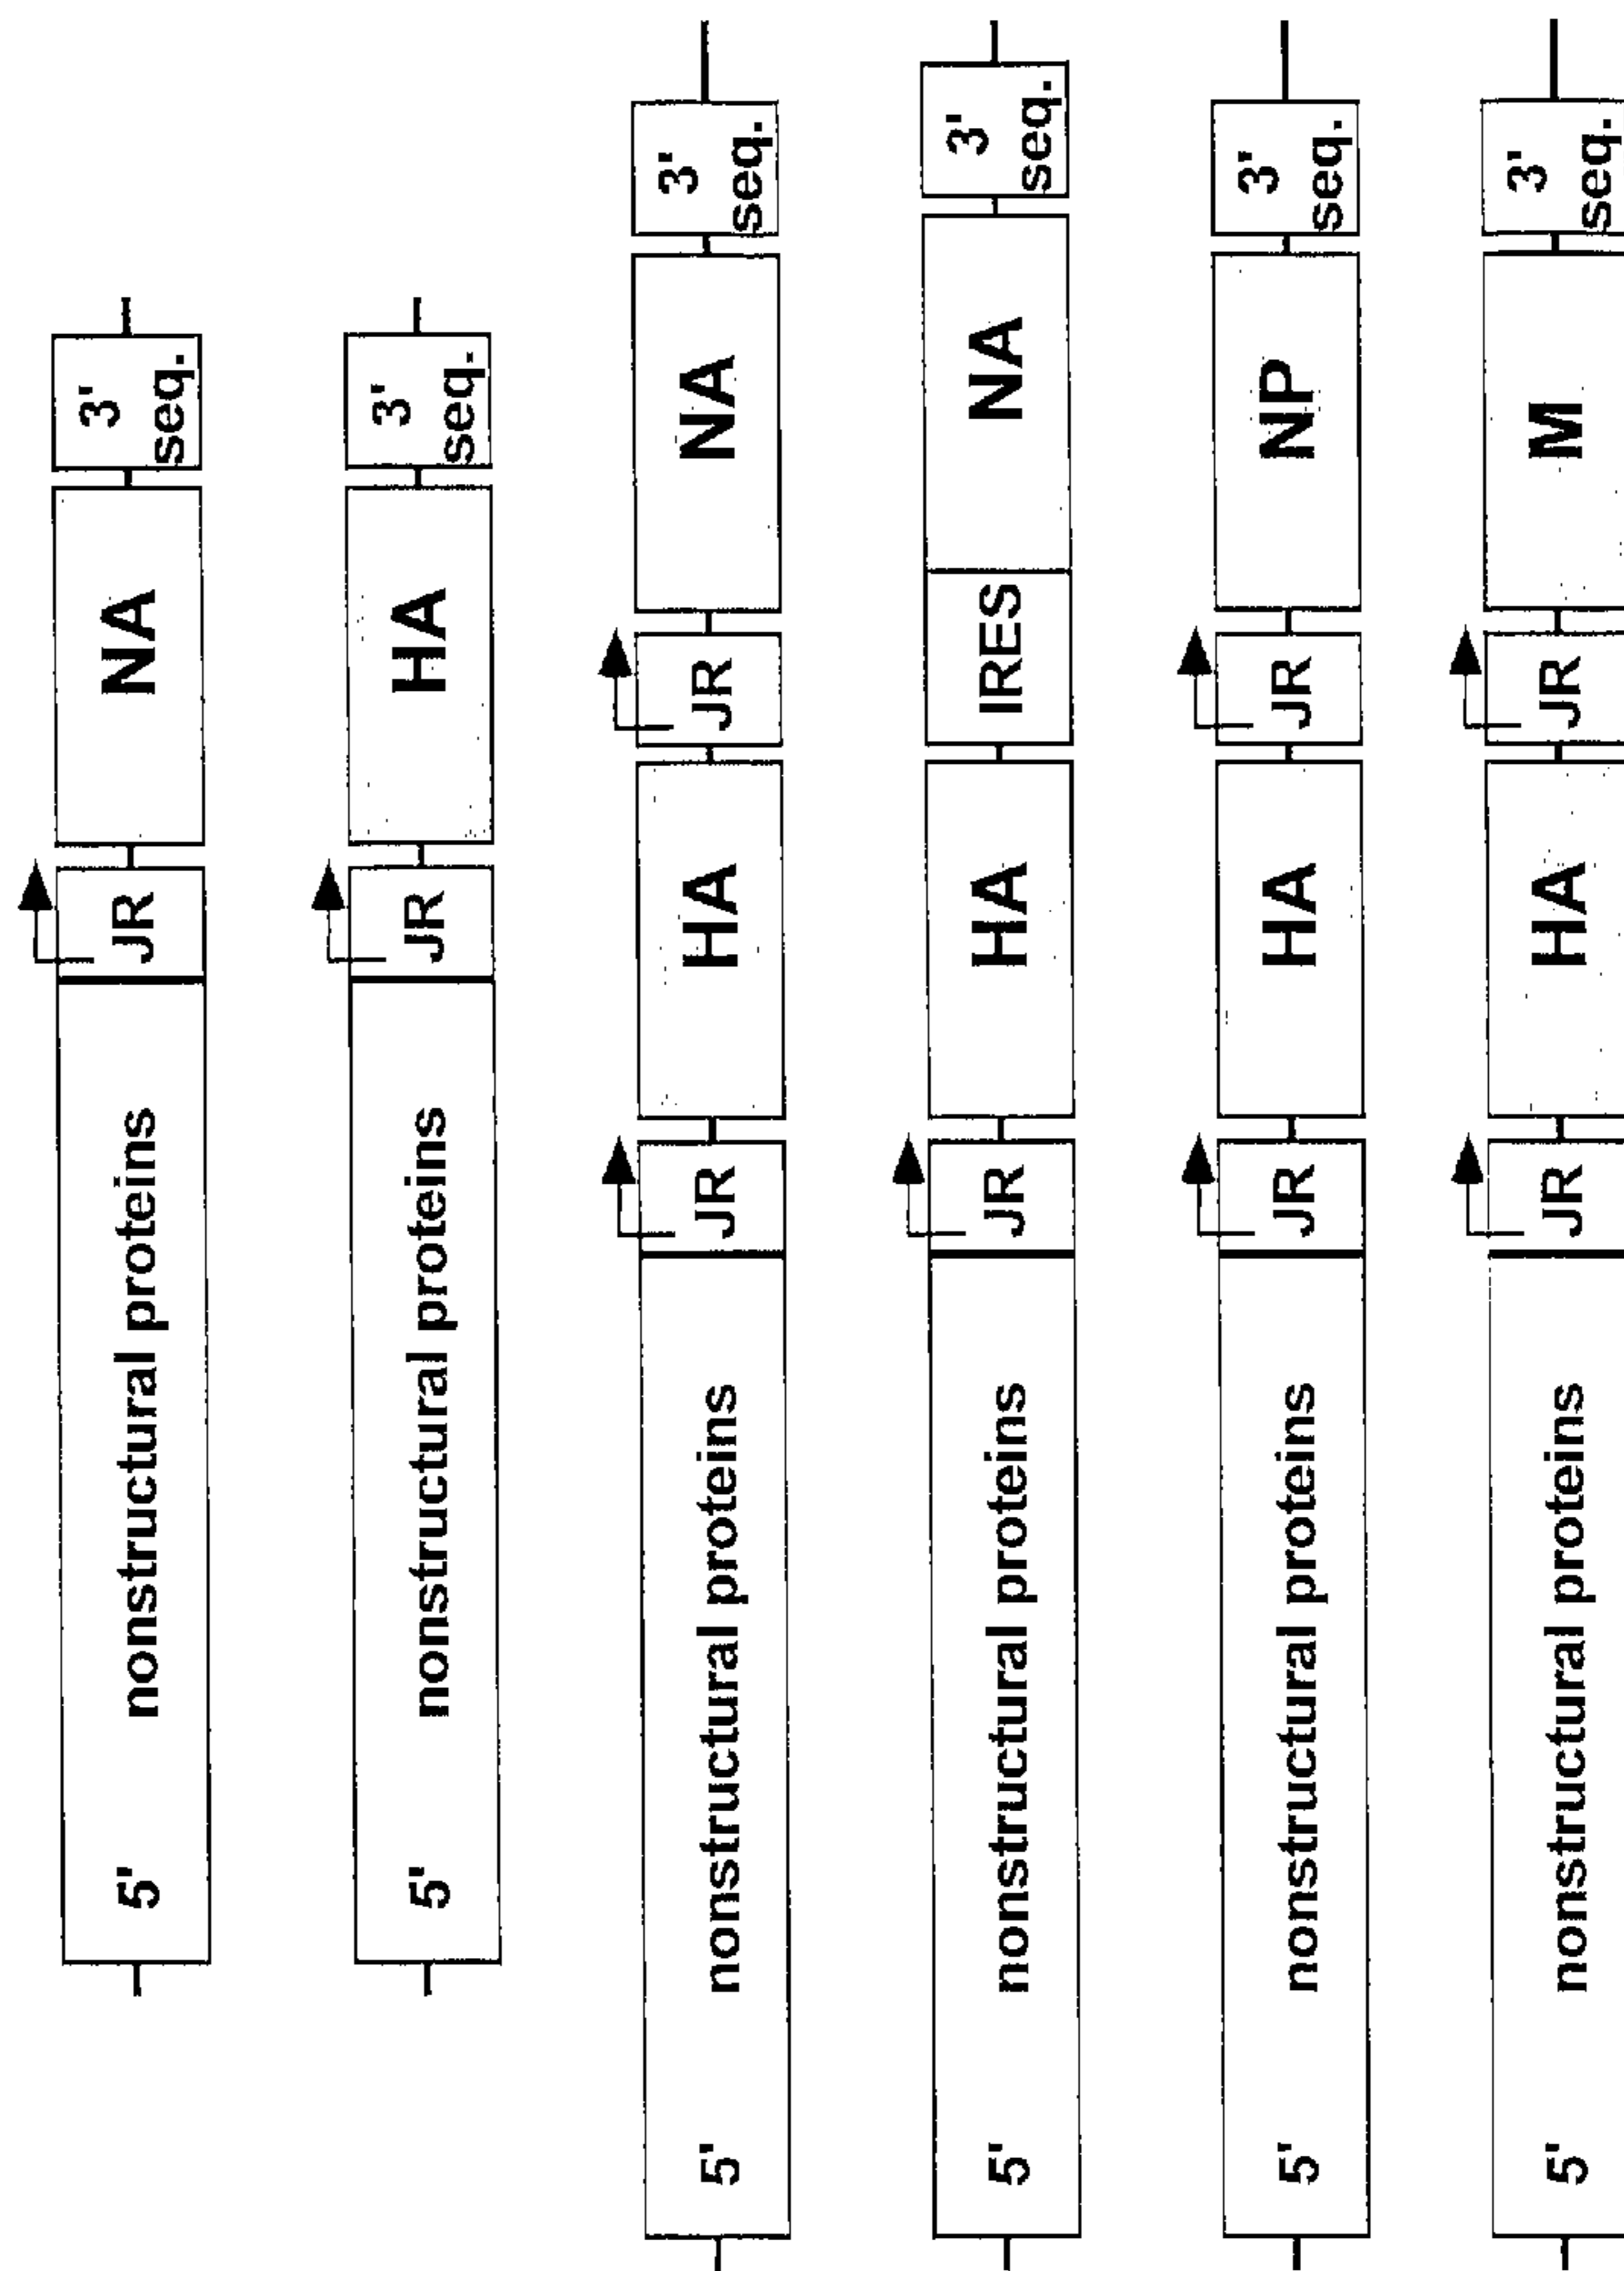 5' nonstructural proteins JR NA 3'
seq.
5' nonstructural proteins JR HA 3'
seq.
5' nonstructural proteins JR HA JR NA 3'
seq.
5' nonstructural proteins JR HA IRES NA 3'
seq.
5' nonstructural proteins JR HA JR NP 3'
seq.
5' nonstructural proteins JR HA JR M 3'
seq.